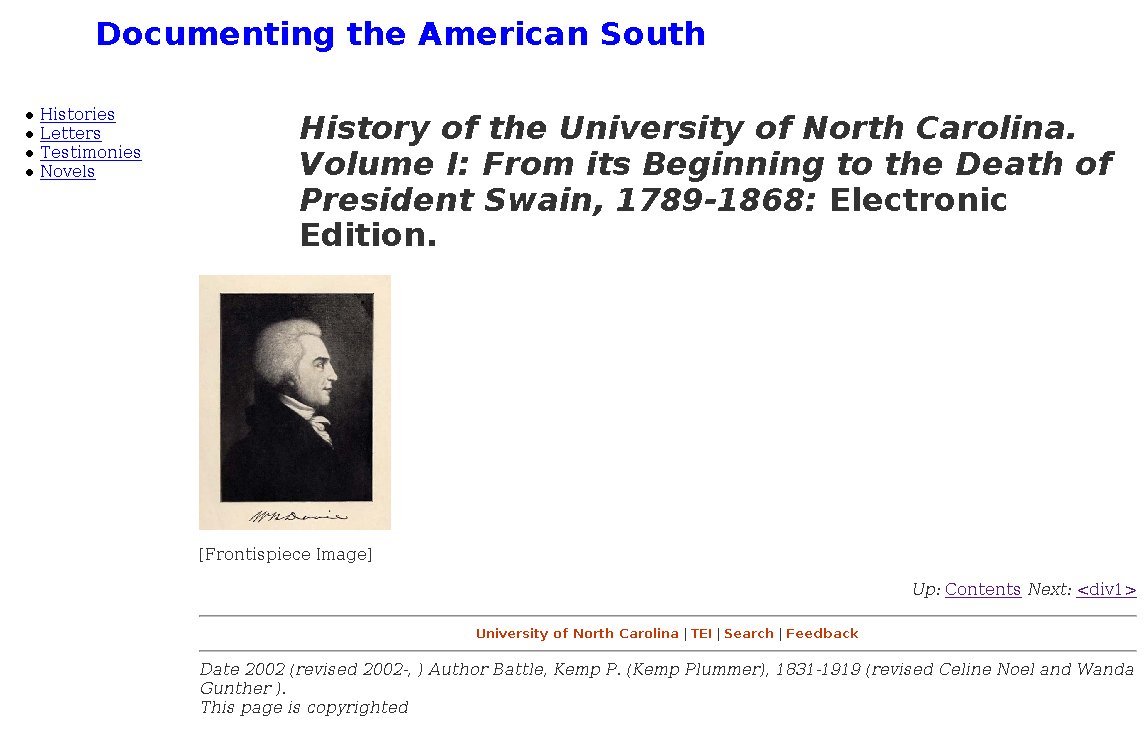 Documenting the American South
Histories
Letters
Testimonies
Novels
History of the University of North Carolina.
Volume I: From its Beginning to the Death of
President Swain, 1789-1868: Electronic
Edition.
W R Davie
[Frontispiece Image]
Up: Contents Next: <div1>
University of North Carolina | TEI | Search | Feedback
Date 2002 (revised 2002-, ) Author Battle, Kemp P. (Kemp Plummer), 1831-1919 (revised Celine Noel and Wanda
Gunther ).
This page is copyrighted